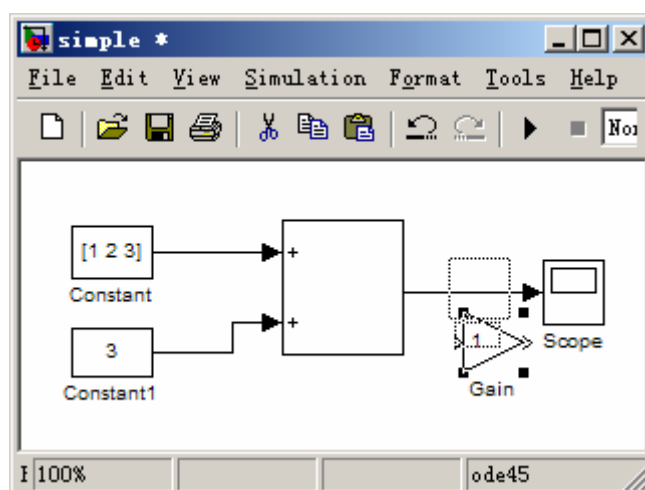 simple *
File Edit View Simulation Format Tools Help
Nor
[1 2 3]
+
Constant
+
3
...1...
Scope
Constant1
Gain
100%
ode45